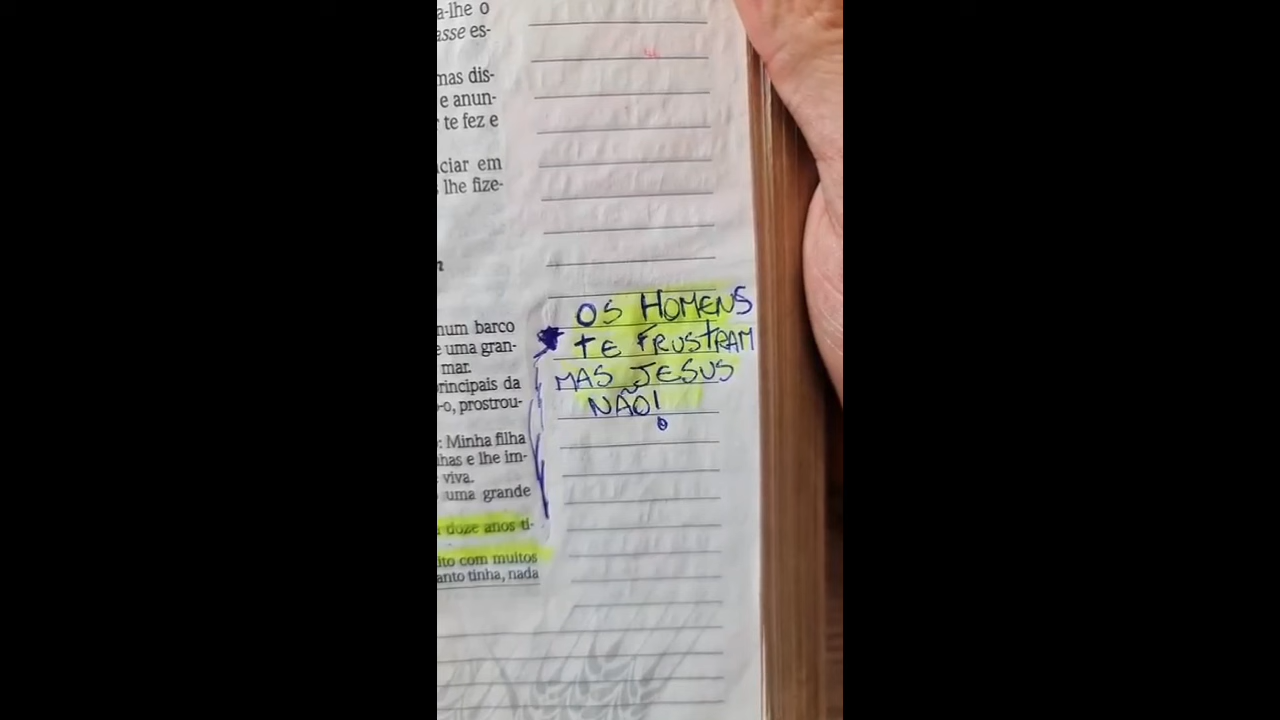 a-lhe o
asse es-
mas dis-
e anun-
te fez e
ciar em
lhe fize-
num barco
e uma gran-
mar.
principais da
-o, prostrou-
: Minha filha
nhas e lhe im-
viva.
uma grande
doze anos ti-
ito com muitos
anto tinha, nada
OS HOMENS
TE FRUSTRAM
MAS JESUS
NÃO!